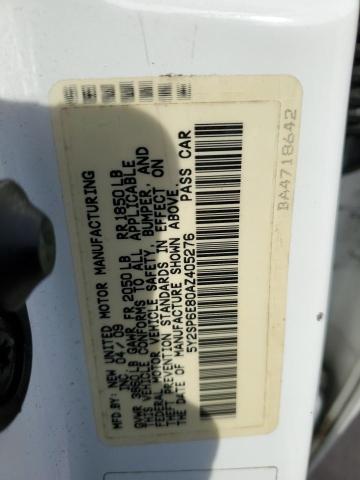 MFD. BY: NEW UNITED MOTOR MANUFACTURING
INC. 04/09
GVWR 3860LB GAWR FR 2050LB RR 1850LB
THIS VEHICLE CONFORMS TO ALL APPLICABLE
FEDERAL MOTOR VEHICLE SAFETY, BUMPER, AND
THEFT PREVENTION STANDARDS IN EFFECT ON
THE DATE OF MANUFACTURE SHOWN ABOVE.
5Y2SP6E80AZ405276 PASS CAR
BA4718642